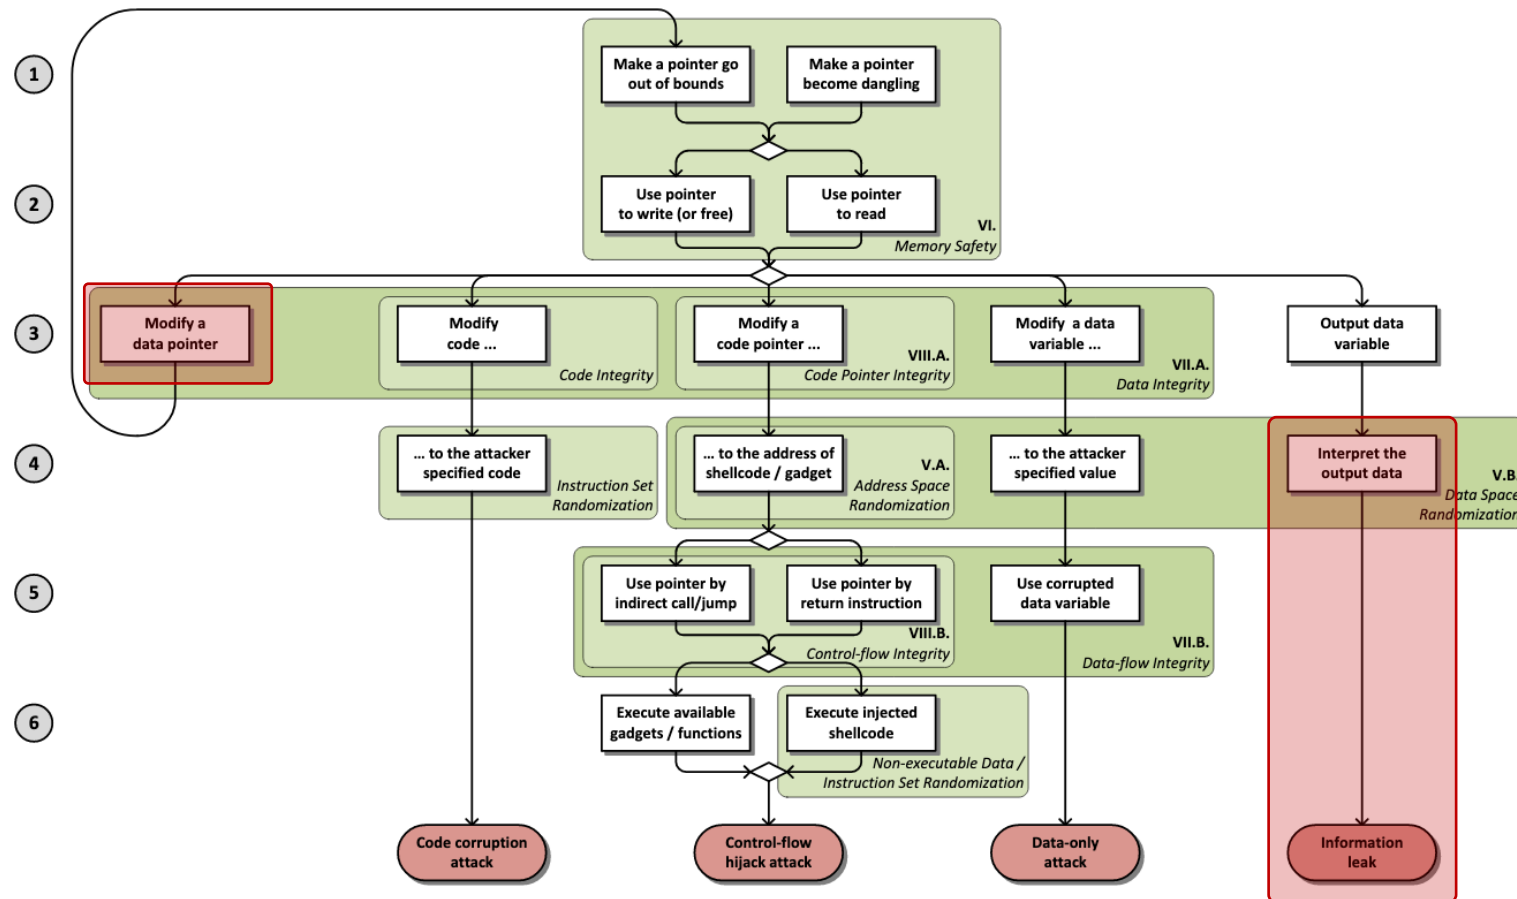 1
Make a pointer go
out of bounds
Make a pointer
become dangling
2
Use pointer
to write (or free)
Use pointer
to read
VI.
Memory Safety
3
Modify a
data pointer
Modify
code ...
Code Integrity
Modify a
code pointer ...
VIII.A.
Code Pointer Integrity
Modify a data
variable ...
VII.A.
Data Integrity
Output data
variable
4
... to the attacker
specified code
Instruction Set
Randomization
... to the address of
shellcode / gadget
V.A.
Address Space
Randomization
... to the attacker
specified value
Interpret the
output data
V.B.
Data Space
Randomization
5
Use pointer by
indirect call/jump
Use pointer by
return instruction
VIII.B.
Control-flow Integrity
Use corrupted
data variable
VII.B.
Data-flow Integrity
6
Execute available
gadgets / functions
Execute injected
shellcode
Non-executable Data /
Instruction Set Randomization
Code corruption
attack
Control-flow
hijack attack
Data-only
attack
Information
leak